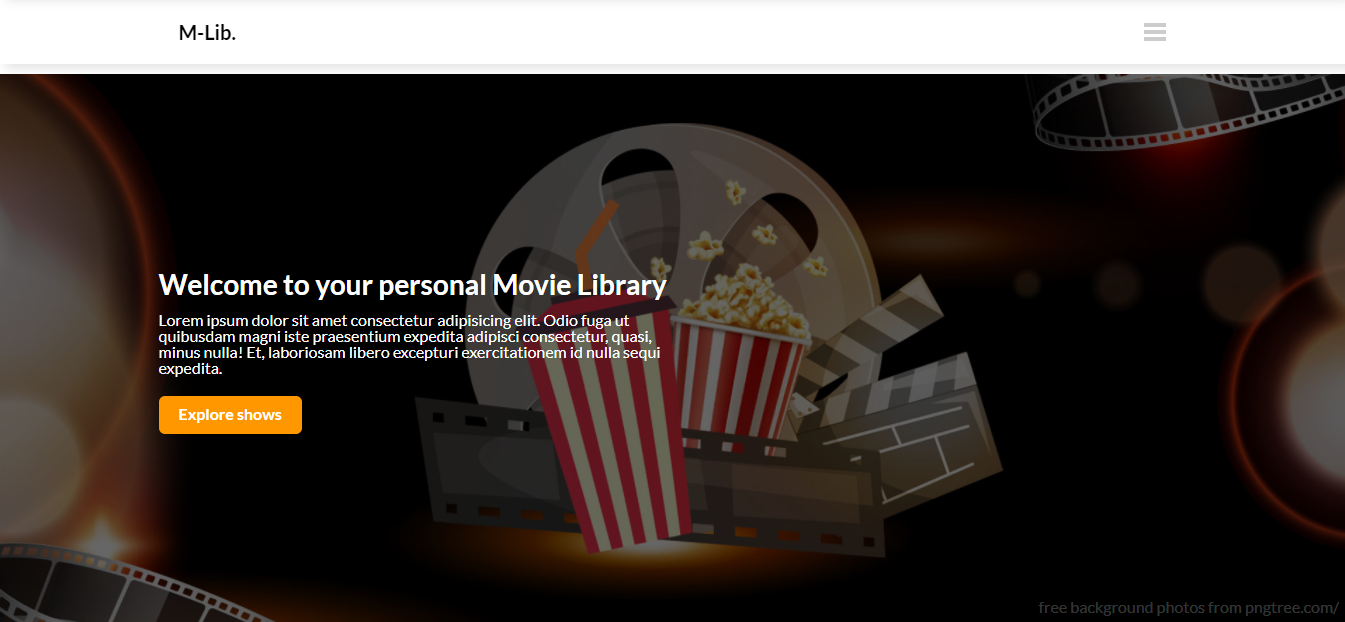 M-Lib.
Welcome to your personal Movie Library
Lorem ipsum dolor sit amet consectetur adipisicing elit. Odio fuga ut
quibusdam magni iste praesentium expedita adipisci consectetur, quasi,
minus nulla! Et, laboriosam libero excepturi exercitationem id nulla sequi
expedita.
Explore shows
free background photos from pngtree.com/